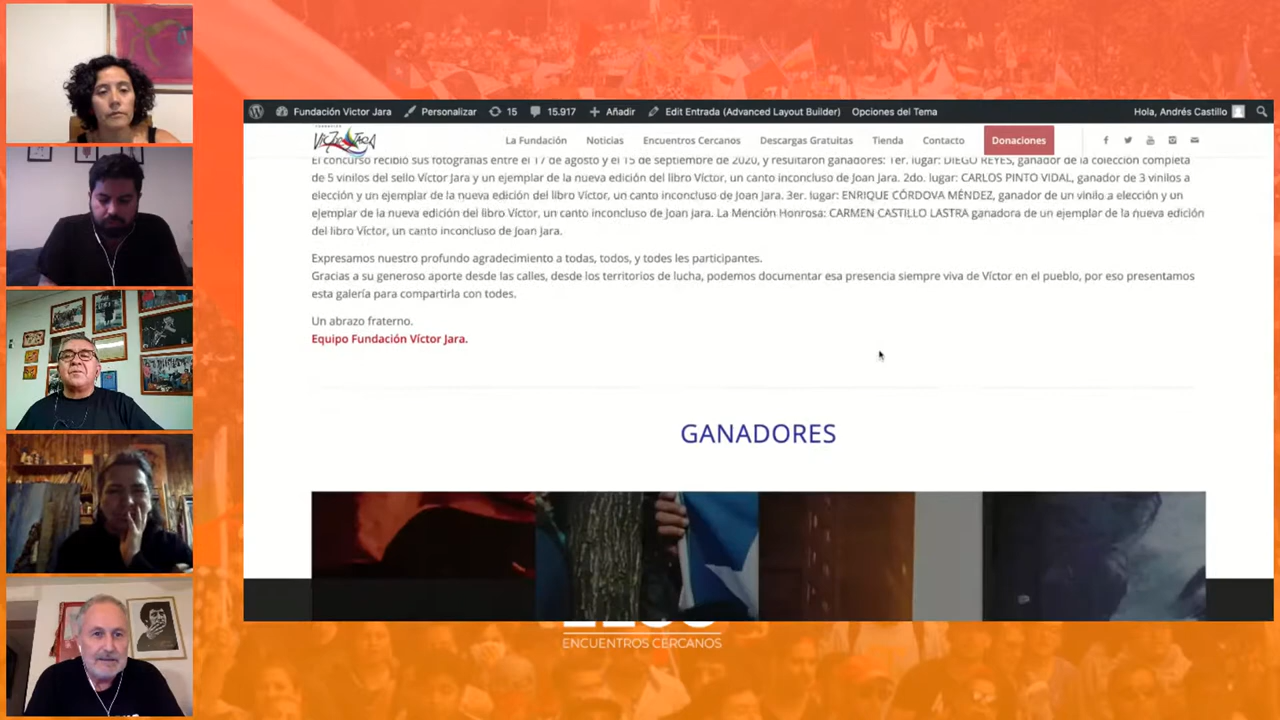 Fundación Victor Jara
Personalizar
15
15.917
Añadir
Edit Entrada (Advanced Layout Builder)
Opciones del Tema
Hola, Andrés Castillo
FUNDACION
VICTOR JARA
La Fundación
Noticias
Encuentros Cercanos
Descargas Gratuitas
Tienda
Contacto
Donaciones
El concurso recibió sus fotografías entre el 17 de agosto y el 15 de septiembre de 2020, y resultaron ganadores: 1er. lugar: DIEGO REYES, ganador de la colección completa
de 5 vinilos del sello Víctor Jara y un ejemplar de la nueva edición del libro Víctor, un canto inconcluso de Joan Jara. 2do. lugar: CARLOS PINTO VIDAL, ganador de 3 vinilos a
elección y un ejemplar de la nueva edición del libro Víctor, un canto inconcluso de Joan Jara. 3er. lugar: ENRIQUE CÓRDOVA MÉNDEZ, ganador de un vinilo a elección y un
ejemplar de la nueva edición del libro Víctor, un canto inconcluso de Joan Jara. La Mención Honrosa: CARMEN CASTILLO LASTRA ganadora de un ejemplar de la nueva edición
del libro Víctor, un canto inconcluso de Joan Jara.
Expresamos nuestro profundo agradecimiento a todas, todos, y todes les participantes.
Gracias a su generoso aporte desde las calles, desde los territorios de lucha, podemos documentar esa presencia siempre viva de Víctor en el pueblo, por eso presentamos
esta galería para compartirla con todes.
Un abrazo fraterno.
Equipo Fundación Víctor Jara.
GANADORES
ENCUENTROS CERCANOS